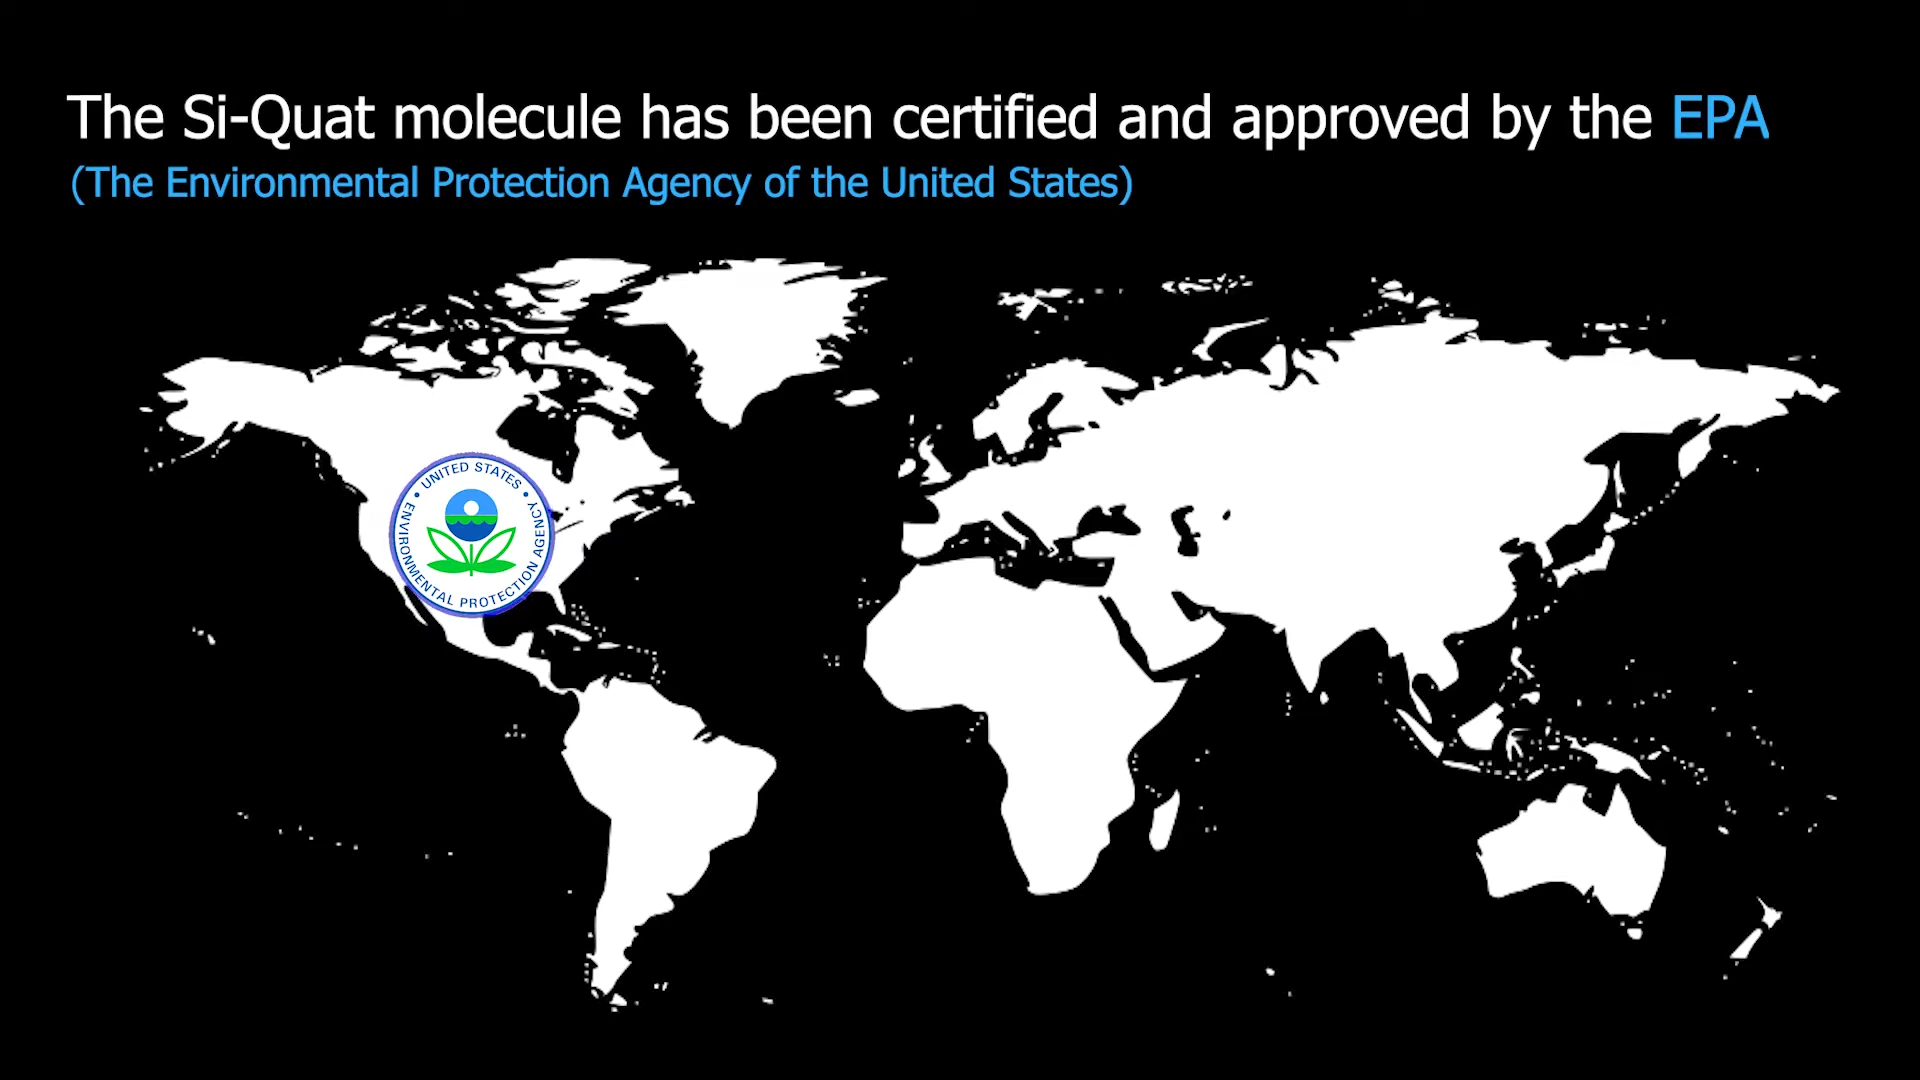 The Si-Quat molecule has been certified and approved by the EPA
(The Environmental Protection Agency of the United States)
• UNITED STATES •
ENVIRONMENTAL PROTECTION AGENCY